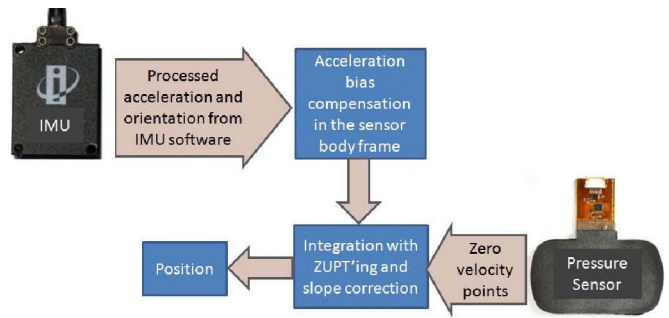 IMU
Processed
acceleration and
orientation from
IMU software
Acceleration
bias
compensation
in the sensor
body frame
Position
Integration with
ZUPT'ing and
slope correction
Zero
velocity
points
Pressure
Sensor